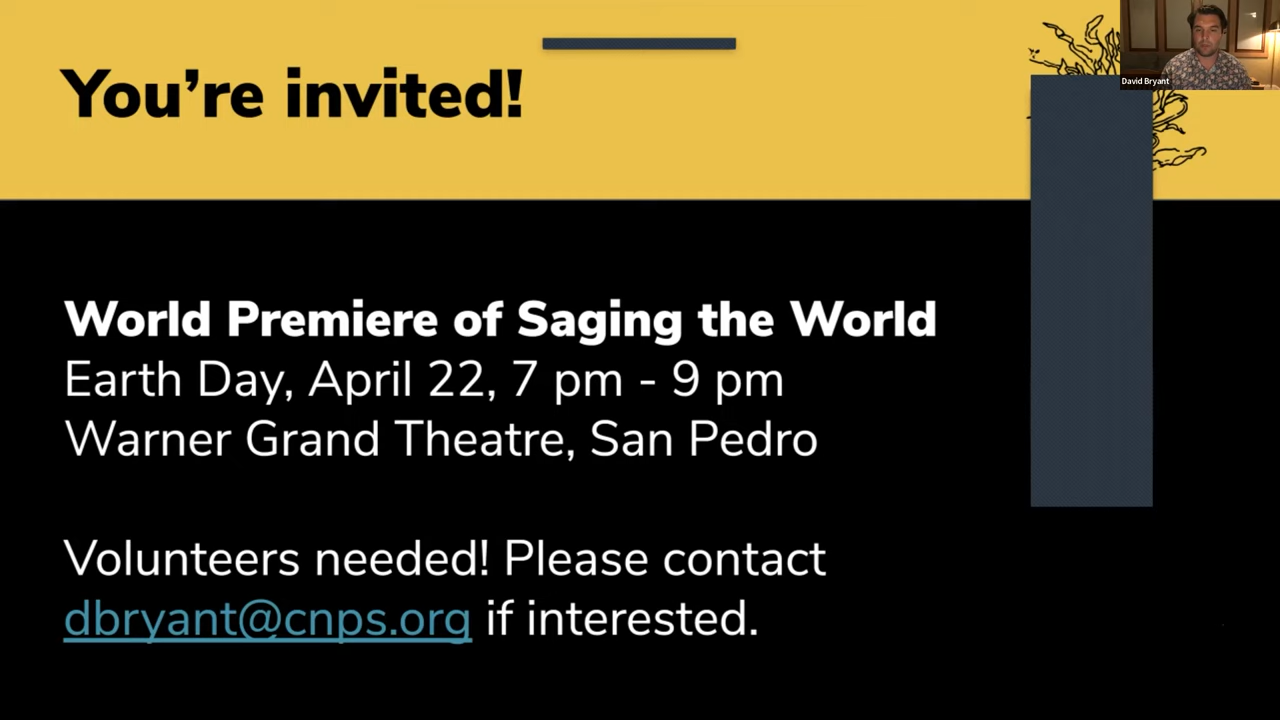 You're invited!
David Bryant
World Premiere of Saging the World
Earth Day, April 22, 7 pm - 9 pm
Warner Grand Theatre, San Pedro
Volunteers needed! Please contact
dbryant@cnps.org if interested.